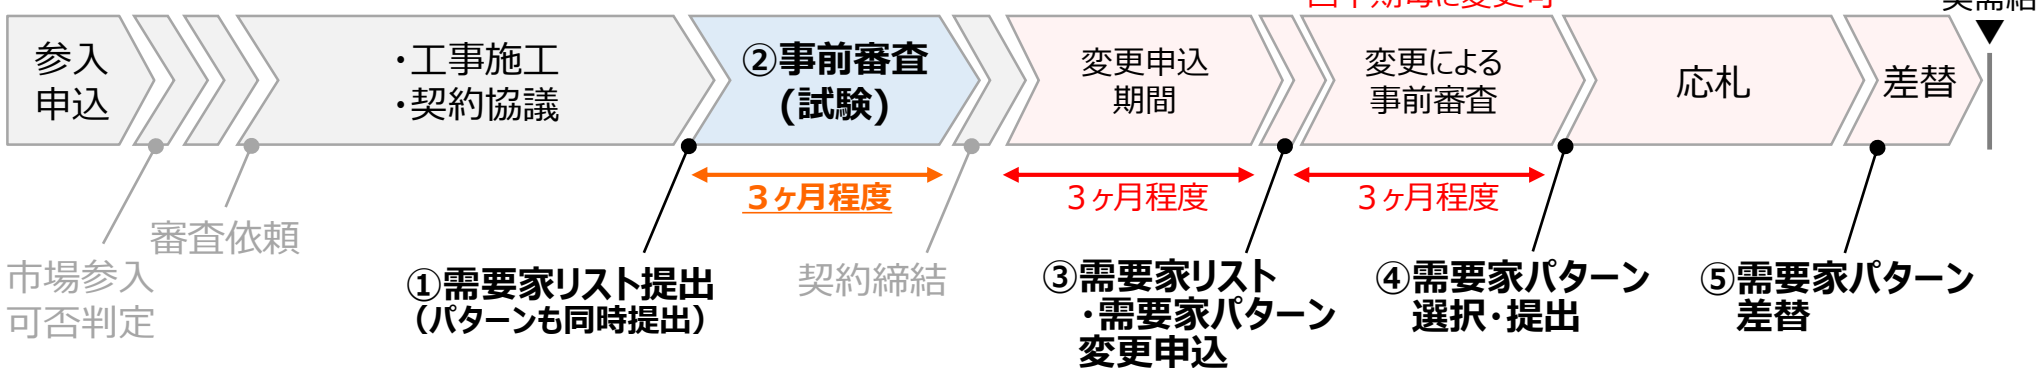 参入
申込
・工事施工
・契約協議
②事前審査
(試験)
変更申込
期間
変更による
事前審査
応札
差替
3ヶ月程度
3ヶ月程度
3ヶ月程度
審査依頼
市場参入
可否判定
①需要家リスト提出
（パターンも同時提出）
契約締結
③需要家リスト
・需要家パターン
変更申込
④需要家パターン
選択・提出
⑤需要家パターン
差替